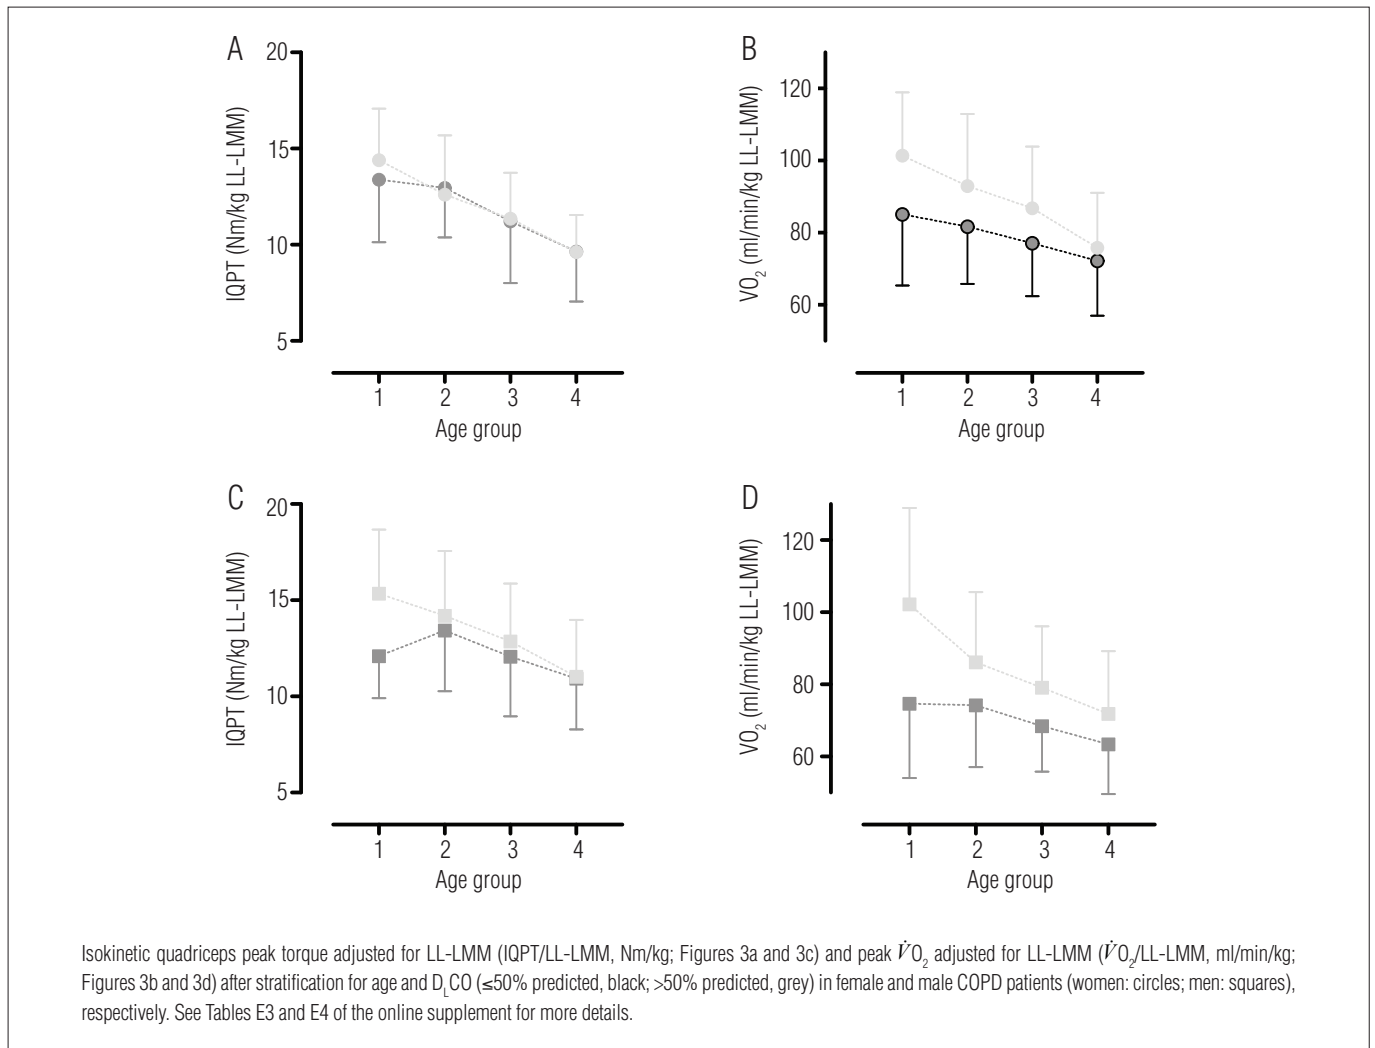 A
B
20
15
10
5
IQPT (Nm/kg LL-LMM)
1 2 3 4
Age group
120
100
80
60
VO2 (ml/min/kg LL-LMM)
1 2 3 4
Age group
C
D
20
15
10
5
IQPT (Nm/kg LL-LMM)
1 2 3 4
Age group
120
100
80
60
VO2 (ml/min/kg LL-LMM)
1 2 3 4
Age group
Isokinetic quadriceps peak torque adjusted for LL-LMM (IQPT/LL-LMM, Nm/kg; Figures 3a and 3c) and peak V̇O2 adjusted for LL-LMM (V̇O2/LL-LMM, ml/min/kg;
Figures 3b and 3d) after stratification for age and DLCO (≤50% predicted, black; >50% predicted, grey) in female and male COPD patients (women: circles; men: squares),
respectively. See Tables E3 and E4 of the online supplement for more details.